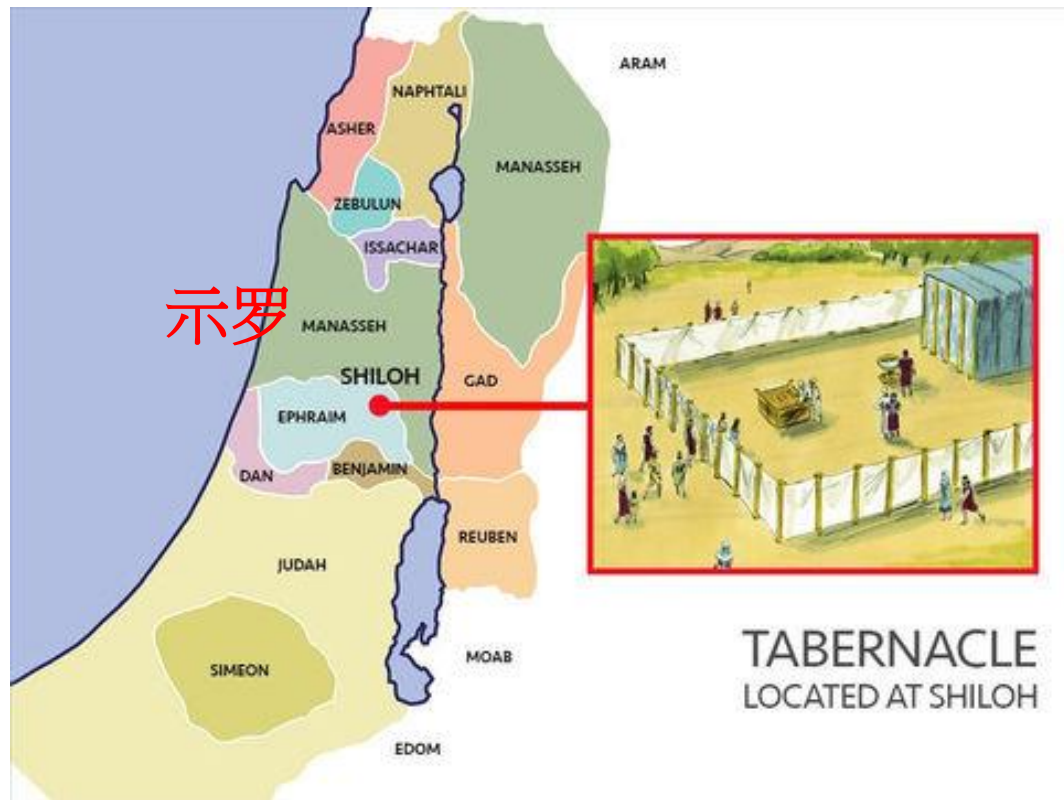 ARAM
NAPHTALI
ASHER
MANASSEH
ZEBULUN
ISSACHAR
示罗
MANASSEH
SHILOH
GAD
EPHRAIM
BENJAMIN
DAN
REUBEN
JUDAH
MOAB
SIMEON
EDOM
TABERNACLE
LOCATED AT SHILOH